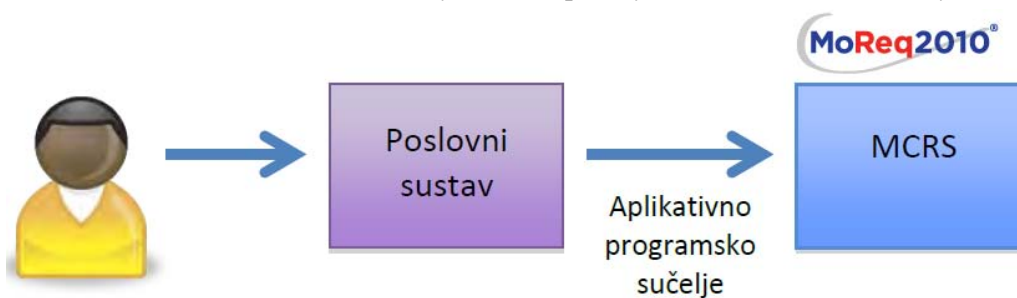 MoReq2010®
Poslovni
sustav
MCRS
Aplikativno
programsko
sučelje